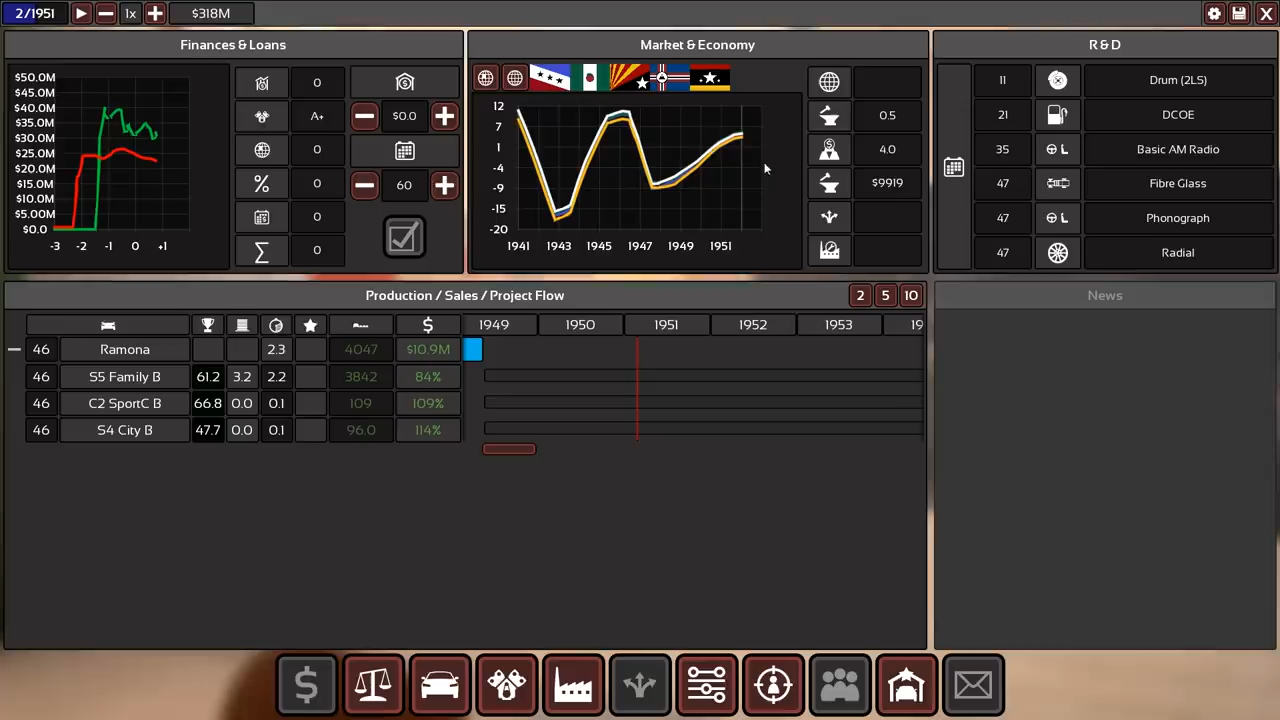 2/1951 1x $318M
Finances & Loans
$50.0M
$45.0M
$40.0M
$35.0M
$30.0M
$25.0M
$20.0M
$15.0M
$10.0M
$5.00M
$0.0
-3 -2 -1 0 +1
0
A+ $0.0
0
% 0 60
0
Σ 0
Market & Economy
12
7
1
-4
-9
-15
-20
1941 1943 1945 1947 1949 1951
0.5
4.0
$9919
R & D
11 Drum (2LS)
21 DCOE
35 Basic AM Radio
47 Fibre Glass
47 Phonograph
47 Radial
Production / Sales / Project Flow 2 5 10
$ 1949 1950 1951 1952 1953 19
46 Ramona 2.3 4047 $10.9M
46 S5 Family B 61.2 3.2 2.2 3842 84%
46 C2 SportC B 66.8 0.0 0.1 109 109%
46 S4 City B 47.7 0.0 0.1 96.0 114%
News
$